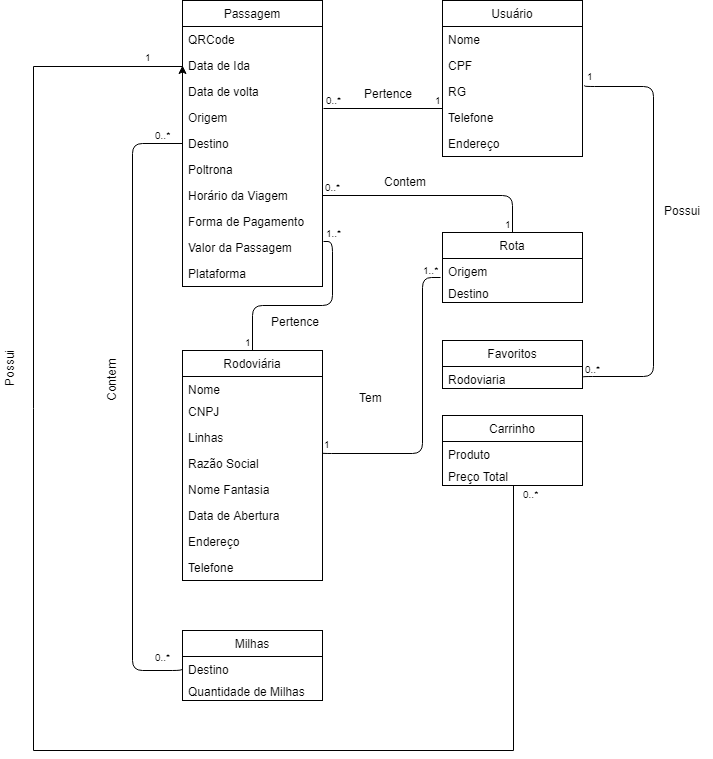 Passagem
QRCode
Data de Ida
Data de volta
Origem
Destino
Poltrona
Horário da Viagem
Forma de Pagamento
Valor da Passagem
Plataforma
Usuário
Nome
CPF
RG
Telefone
Endereço
1
0..*
0..*
Pertence
1
1
0..*
Contem
1
Possui
1..*
Rota
Origem
Destino
1..*
Pertence
1
Favoritos
Rodoviaria
0..*
Rodoviária
Nome
CNPJ
Linhas
Razão Social
Nome Fantasia
Data de Abertura
Endereço
Telefone
Tem
1
Carrinho
Produto
Preço Total
0..*
Possui
Contem
0..*
Milhas
Destino
Quantidade de Milhas